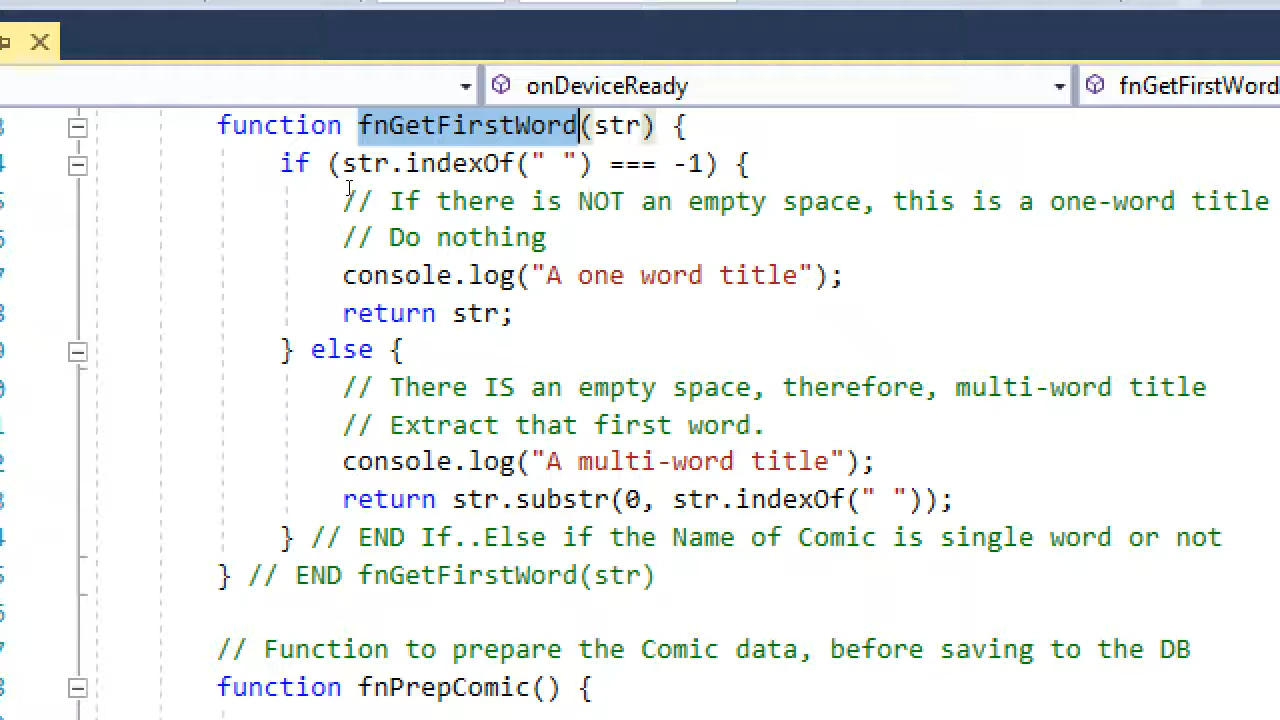 onDeviceReady fnGetFirstWord
function fnGetFirstWord(str) {
if (str.indexOf(" ") === -1) {
// If there is NOT an empty space, this is a one-word title
// Do nothing
console.log("A one word title");
return str;
} else {
// There IS an empty space, therefore, multi-word title
// Extract that first word.
console.log("A multi-word title");
return str.substr(0, str.indexOf(" "));
} // END If..Else if the Name of Comic is single word or not
} // END fnGetFirstWord(str)
// Function to prepare the Comic data, before saving to the DB
function fnPrepComic() {